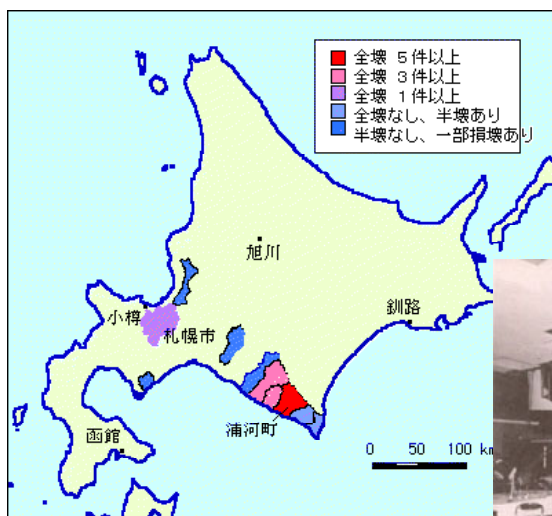 全壊 5件以上
全壊 3件以上
全壊 1件以上
全壊なし、半壊あり
半壊なし、一部損壊あり
旭川
釧路
小樽
札幌市
浦河町
函館
0 50 100 km